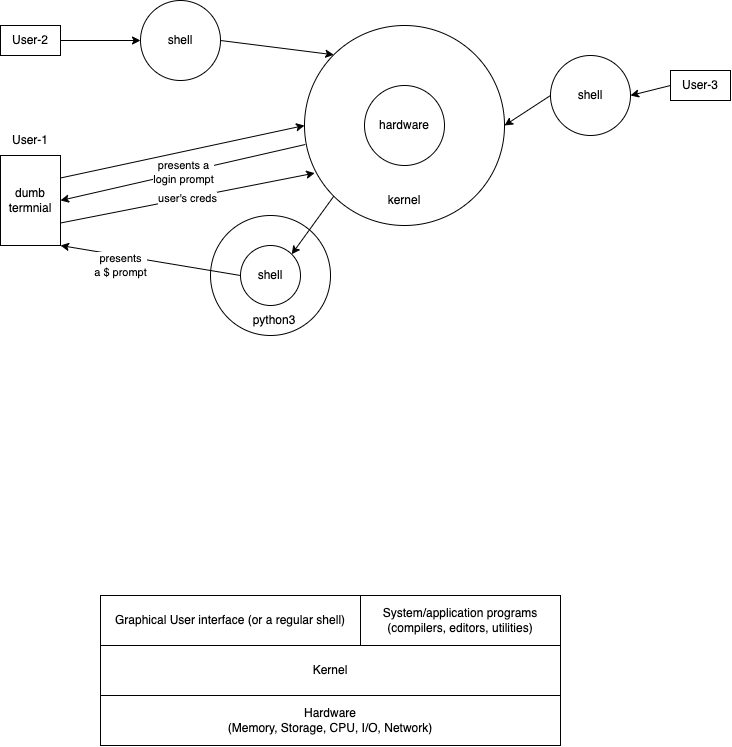 User-2
shell
shell
User-3
hardware
User-1
presents a
login prompt
dumb
termnial
user's creds
kernel
presents
a $ prompt
shell
python3
Graphical User interface (or a regular shell)
System/application programs
(compilers, editors, utilities)
Kernel
Hardware
(Memory, Storage, CPU, I/O, Network)